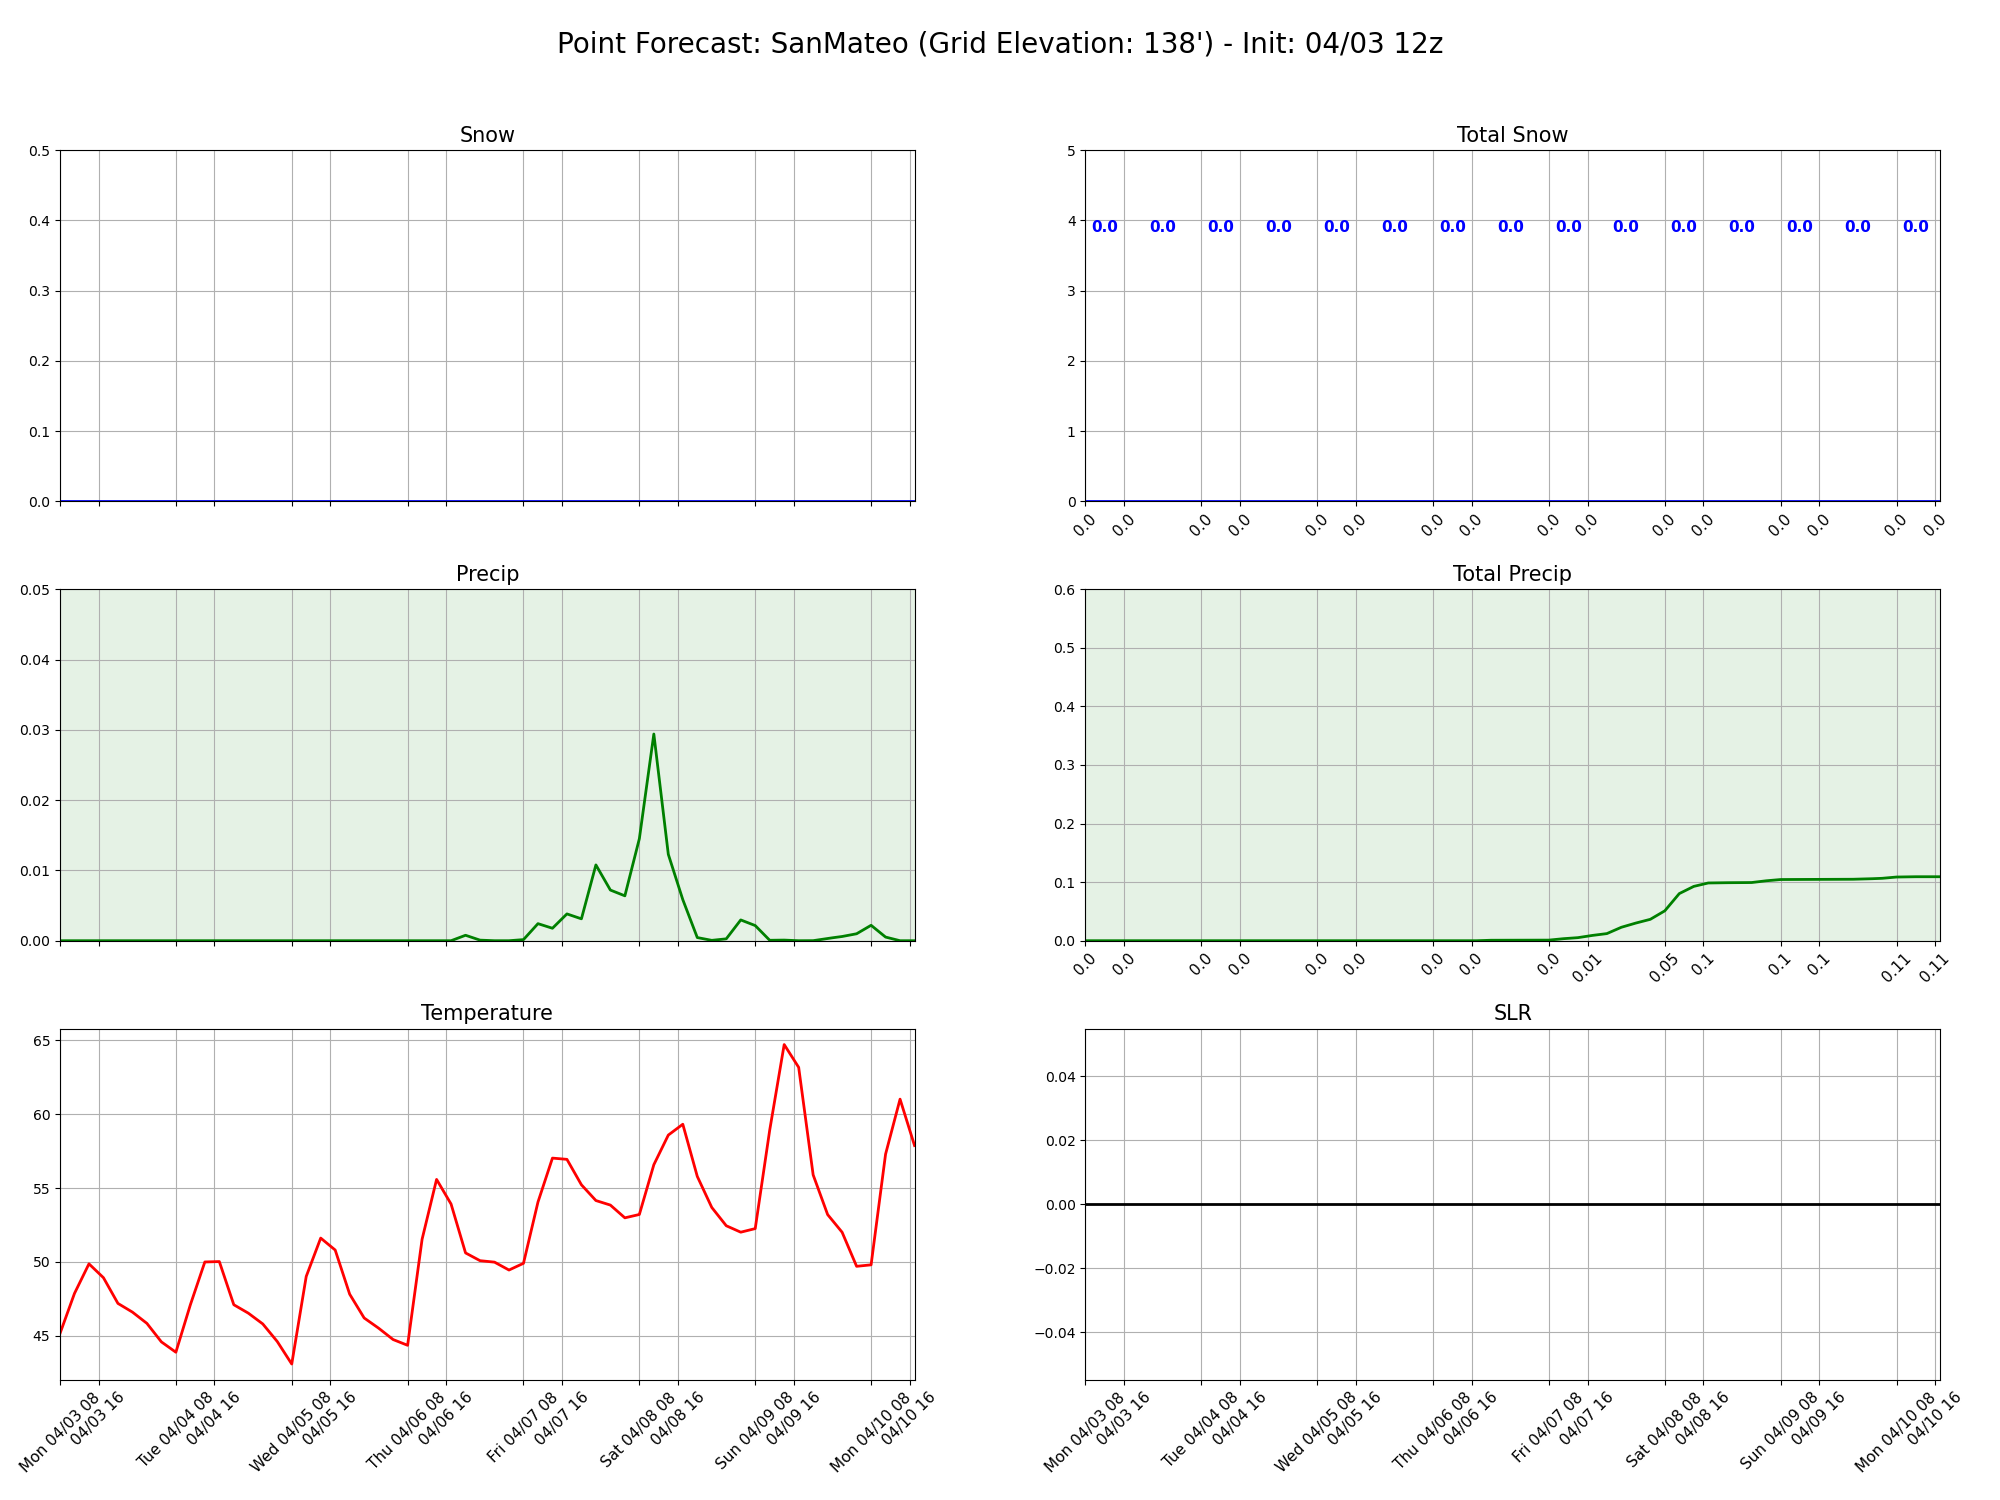 Point Forecast: SanMateo (Grid Elevation: 138') - Init: 04/03 12z
Snow
0.5
0.4
0.3
0.2
0.1
0.0
Total Snow
5
4
3
2
1
0
0.0 0.0 0.0 0.0 0.0 0.0 0.0 0.0 0.0 0.0 0.0 0.0 0.0 0.0 0.0
0.0 0.0 0.0 0.0 0.0 0.0 0.0 0.0 0.0 0.0 0.0 0.0 0.0 0.0 0.0 0.0
Precip
0.05
0.04
0.03
0.02
0.01
0.00
Total Precip
0.6
0.5
0.4
0.3
0.2
0.1
0.0
0.0 0.0 0.0 0.0 0.0 0.0 0.0 0.0 0.0 0.01 0.05 0.1 0.1 0.1 0.11 0.11
Temperature
65
60
55
50
45
Mon 04/03 08
04/03 16
Tue 04/04 08
04/04 16
Wed 04/05 08
04/05 16
Thu 04/06 08
04/06 16
Fri 04/07 08
04/07 16
Sat 04/08 08
04/08 16
Sun 04/09 08
04/09 16
Mon 04/10 08
04/10 16
SLR
0.04
0.02
0.00
−0.02
−0.04
Mon 04/03 08
04/03 16
Tue 04/04 08
04/04 16
Wed 04/05 08
04/05 16
Thu 04/06 08
04/06 16
Fri 04/07 08
04/07 16
Sat 04/08 08
04/08 16
Sun 04/09 08
04/09 16
Mon 04/10 08
04/10 16